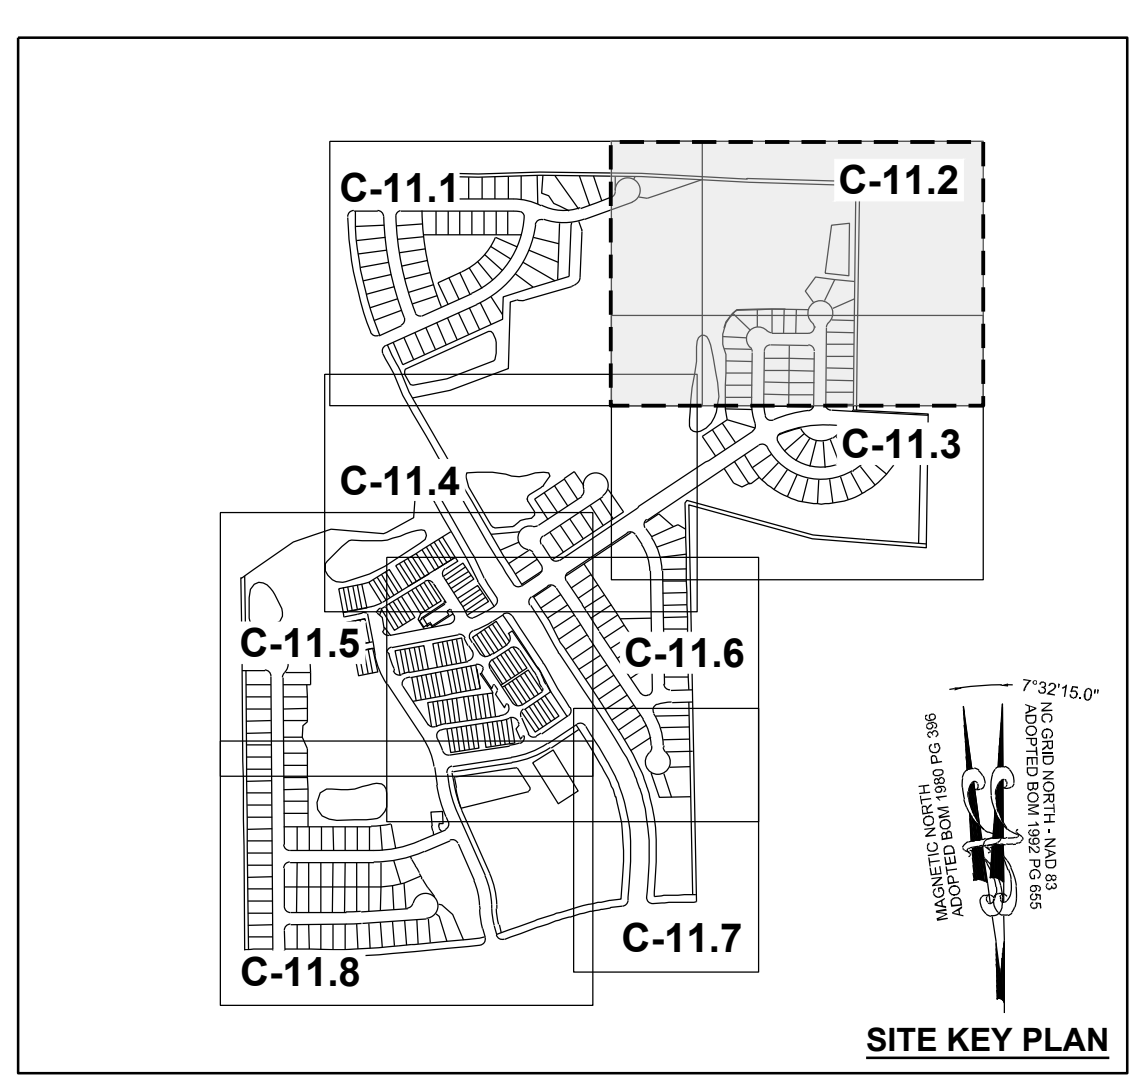 C-11.1
C-11.2
C-11.3
C-11.4
C-11.5
C-11.6
C-11.7
C-11.8
7°32'15.0"
MAGNETIC NORTH
ADOPTED BOM 1980 PG 396
NC GRID NORTH - NAD 83
ADOPTED BOM 1992 PG 655
SITE KEY PLAN